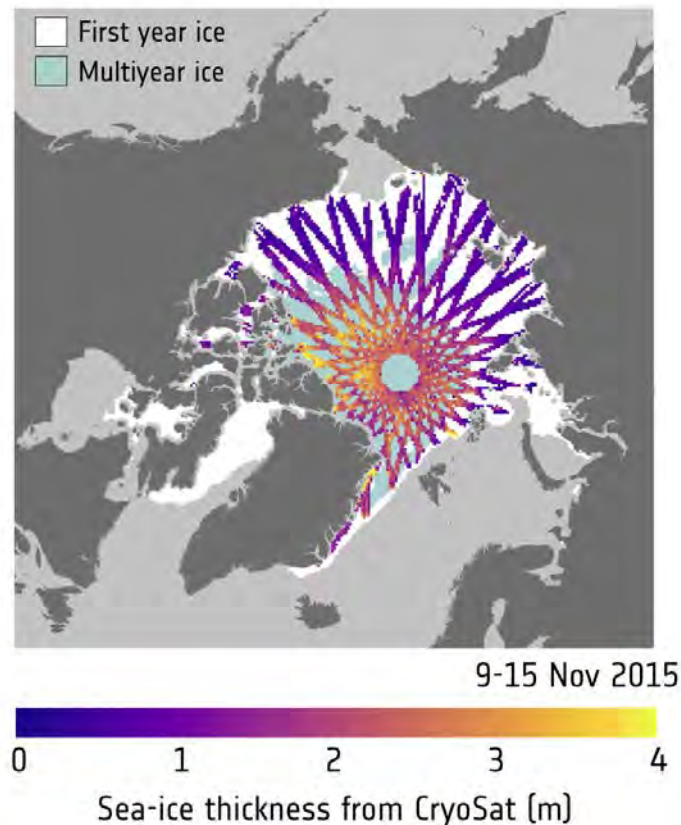 First year ice
Multiyear ice
9-15 Nov 2015
0 1 2 3 4
Sea-ice thickness from CryoSat (m)